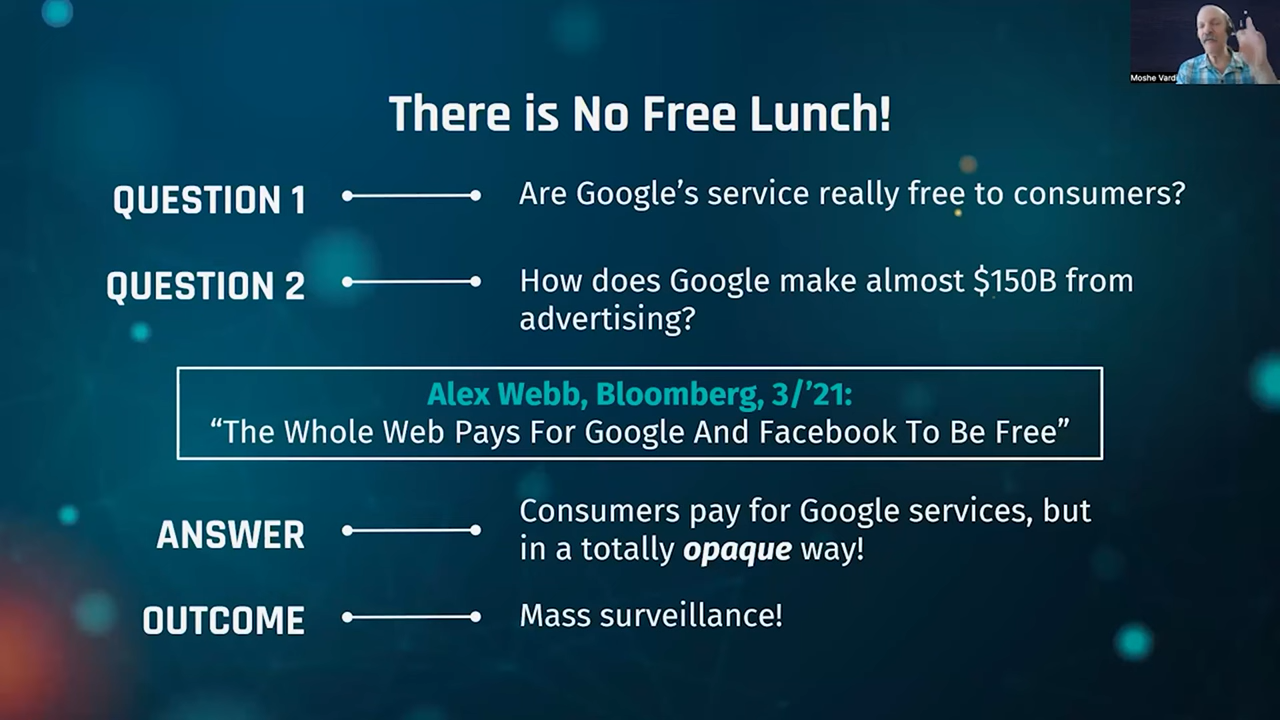 Moshe Vardi
There is No Free Lunch!
QUESTION 1
Are Google’s service really free to consumers?
QUESTION 2
How does Google make almost $150B from
advertising?
Alex Webb, Bloomberg, 3/’21:
“The Whole Web Pays For Google And Facebook To Be Free”
ANSWER
Consumers pay for Google services, but
in a totally opaque way!
OUTCOME
Mass surveillance!